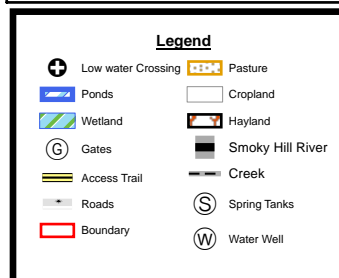 Legend
Low water Crossing
Pasture
Ponds
Cropland
Wetland
Hayland
G
Gates
Smoky Hill River
Access Trail
Creek
Roads
S
Spring Tanks
Boundary
W
Water Well